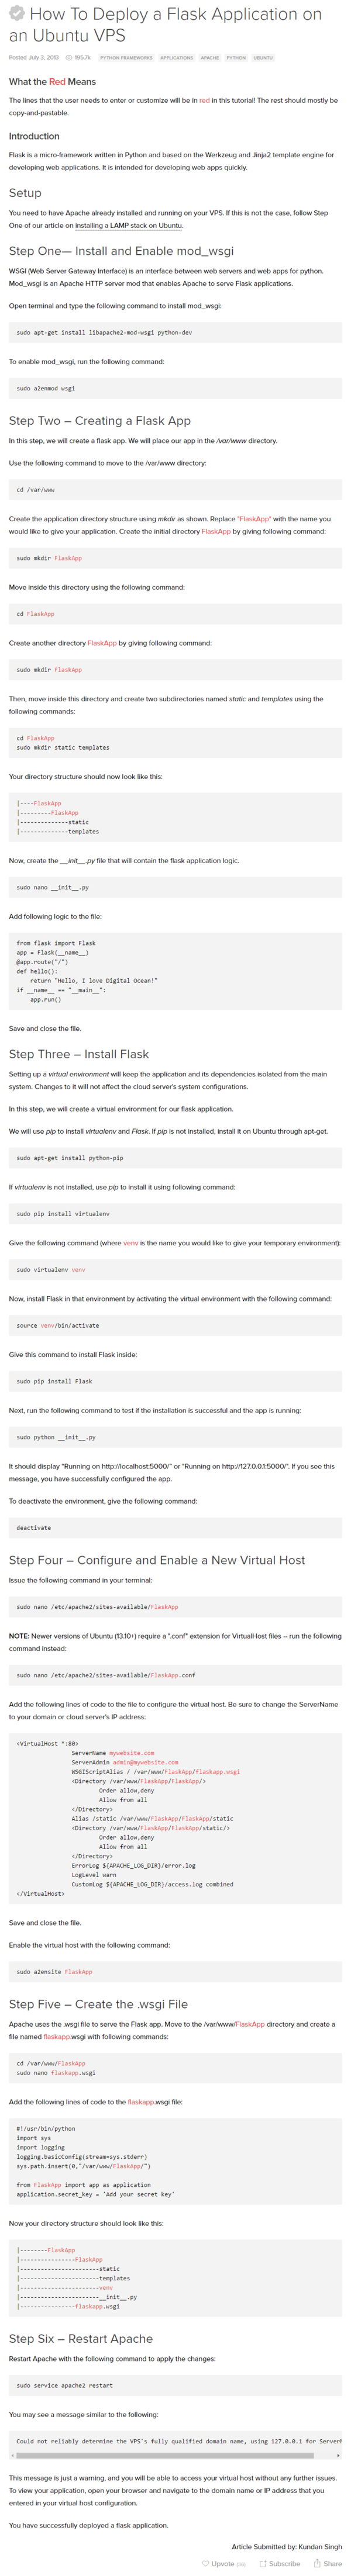 How To Deploy a Flask Application on
an Ubuntu VPS
Posted July 3, 2013 195.7k PYTHON FRAMEWORKS APPLICATIONS APACHE PYTHON UBUNTU
What the Red Means
The lines that the user needs to enter or customize will be in red in this tutorial! The rest should mostly be
copy-and-pastable.
Introduction
Flask is a micro-framework written in Python and based on the Werkzeug and Jinja2 template engine for
developing web applications. It is intended for developing web apps quickly.
Setup
You need to have Apache already installed and running on your VPS. If this is not the case, follow Step
One of our article on installing a LAMP stack on Ubuntu.
Step One— Install and Enable mod_wsgi
WSGI (Web Server Gateway Interface) is an interface between web servers and web apps for python.
Mod_wsgi is an Apache HTTP server mod that enables Apache to serve Flask applications.
Open terminal and type the following command to install mod_wsgi:
sudo apt-get install libapache2-mod-wsgi python-dev
To enable mod_wsgi, run the following command:
sudo a2enmod wsgi
Step Two – Creating a Flask App
In this step, we will create a flask app. We will place our app in the /var/www directory.
Use the following command to move to the /var/www directory:
cd /var/www
Create the application directory structure using mkdir as shown. Replace "FlaskApp" with the name you
would like to give your application. Create the initial directory FlaskApp by giving following command:
sudo mkdir FlaskApp
Move inside this directory using the following command:
cd FlaskApp
Create another directory FlaskApp by giving following command:
sudo mkdir FlaskApp
Then, move inside this directory and create two subdirectories named static and templates using the
following commands:
cd FlaskApp
sudo mkdir static templates
Your directory structure should now look like this:
|----FlaskApp
|---------FlaskApp
|--------------static
|--------------templates
Now, create the __init__.py file that will contain the flask application logic.
sudo nano __init__.py
Add following logic to the file:
from flask import Flask
app = Flask(__name__)
@app.route("/")
def hello():
    return "Hello, I love Digital Ocean!"
if __name__ == "__main__":
    app.run()
Save and close the file.
Step Three – Install Flask
Setting up a virtual environment will keep the application and its dependencies isolated from the main
system. Changes to it will not affect the cloud server's system configurations.
In this step, we will create a virtual environment for our flask application.
We will use pip to install virtualenv and Flask. If pip is not installed, install it on Ubuntu through apt-get.
sudo apt-get install python-pip
If virtualenv is not installed, use pip to install it using following command:
sudo pip install virtualenv
Give the following command (where venv is the name you would like to give your temporary environment):
sudo virtualenv venv
Now, install Flask in that environment by activating the virtual environment with the following command:
source venv/bin/activate
Give this command to install Flask inside:
sudo pip install Flask
Next, run the following command to test if the installation is successful and the app is running:
sudo python __init__.py
It should display "Running on http://localhost:5000/" or "Running on http://127.0.0.1:5000/". If you see this
message, you have successfully configured the app.
To deactivate the environment, give the following command:
deactivate
Step Four – Configure and Enable a New Virtual Host
Issue the following command in your terminal:
sudo nano /etc/apache2/sites-available/FlaskApp
NOTE: Newer versions of Ubuntu (13.10+) require a ".conf" extension for VirtualHost files – run the following
command instead:
sudo nano /etc/apache2/sites-available/FlaskApp.conf
Add the following lines of code to the file to configure the virtual host. Be sure to change the ServerName
to your domain or cloud server's IP address:
<VirtualHost *:80>
ServerName mywebsite.com
ServerAdmin admin@mywebsite.com
WSGIScriptAlias / /var/www/FlaskApp/flaskapp.wsgi
<Directory /var/www/FlaskApp/FlaskApp/>
Order allow,deny
Allow from all
</Directory>
Alias /static /var/www/FlaskApp/FlaskApp/static
<Directory /var/www/FlaskApp/FlaskApp/static/>
Order allow,deny
Allow from all
</Directory>
ErrorLog ${APACHE_LOG_DIR}/error.log
LogLevel warn
CustomLog ${APACHE_LOG_DIR}/access.log combined
</VirtualHost>
Save and close the file.
Enable the virtual host with the following command:
sudo a2ensite FlaskApp
Step Five – Create the .wsgi File
Apache uses the .wsgi file to serve the Flask app. Move to the /var/www/FlaskApp directory and create a
file named flaskapp.wsgi with following commands:
cd /var/www/FlaskApp
sudo nano flaskapp.wsgi
Add the following lines of code to the flaskapp.wsgi file:
#!/usr/bin/python
import sys
import logging
logging.basicConfig(stream=sys.stderr)
sys.path.insert(0,"/var/www/FlaskApp/")
from FlaskApp import app as application
application.secret_key = 'Add your secret key'
Now your directory structure should look like this:
|--------FlaskApp
|----------------FlaskApp
|-----------------------static
|-----------------------templates
|-----------------------venv
|-----------------------__init__.py
|----------------flaskapp.wsgi
Step Six – Restart Apache
Restart Apache with the following command to apply the changes:
sudo service apache2 restart
You may see a message similar to the following:
Could not reliably determine the VPS's fully qualified domain name, using 127.0.0.1 for ServerN
This message is just a warning, and you will be able to access your virtual host without any further issues.
To view your application, open your browser and navigate to the domain name or IP address that you
entered in your virtual host configuration.
You have successfully deployed a flask application.
Article Submitted by: Kundan Singh
Upvote Subscribe Share